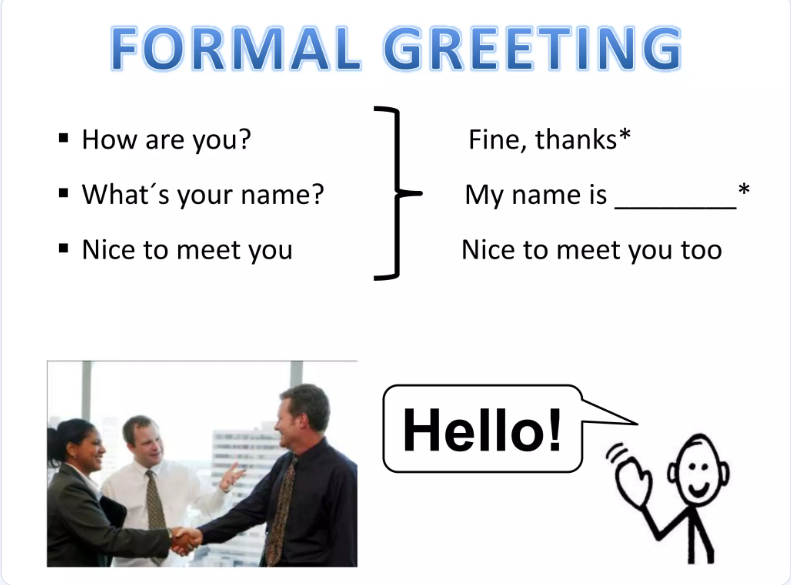 FORMAL GREETING
▪ How are you? Fine, thanks*
▪ What´s your name? My name is ________*
▪ Nice to meet you Nice to meet you too
Hello!